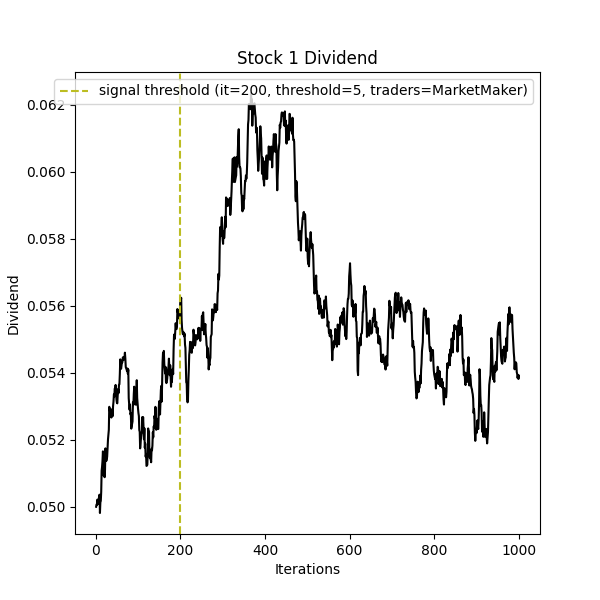 Stock 1 Dividend
signal threshold (it=200, threshold=5, traders=MarketMaker)
0.062
0.060
0.058
0.056
0.054
0.052
0.050
Dividend
0 200 400 600 800 1000
Iterations